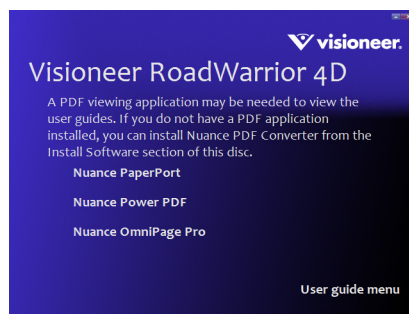 visioneer.
Visioneer RoadWarrior 4D
A PDF viewing application may be needed to view the
user guides. If you do not have a PDF application
installed, you can install Nuance PDF Converter from the
Install Software section of this disc.
Nuance PaperPort
Nuance Power PDF
Nuance OmniPage Pro
User guide menu